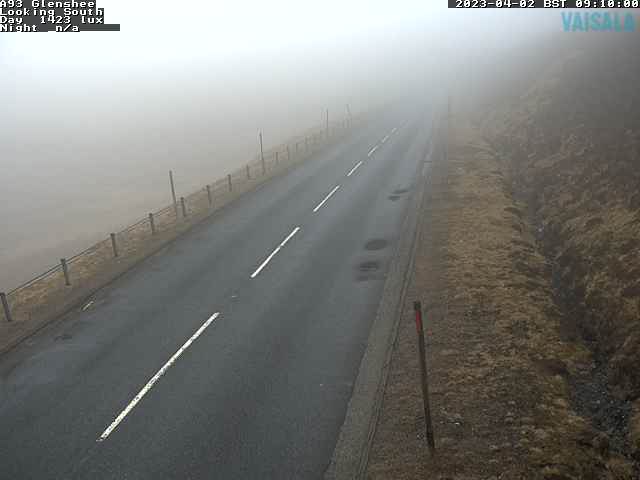 A93 Glenshee
Looking South
Day  1423 lux
Night  n/a
2023-04-02 BST 09:10:00
VAISALA